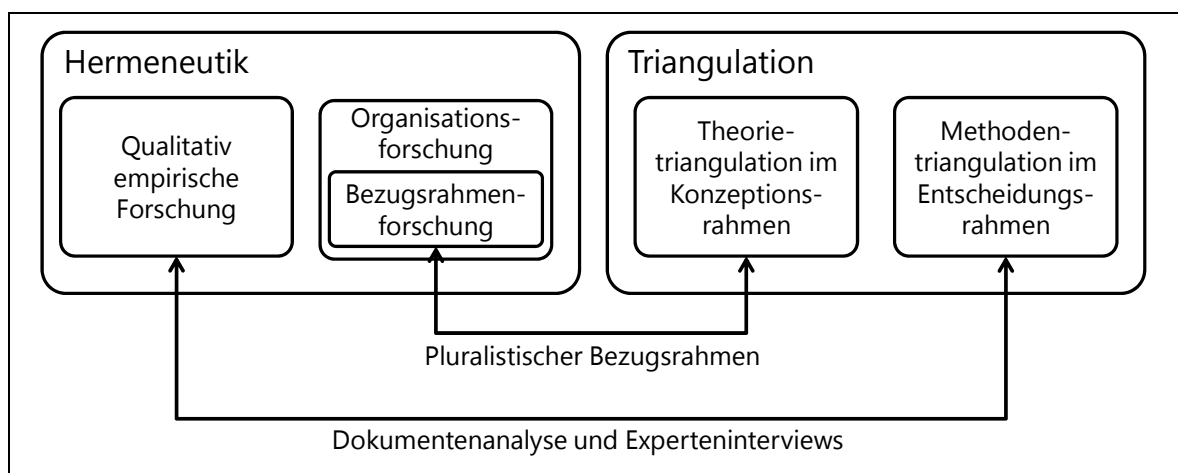 Hermeneutik
Qualitativ
empirische
Forschung
Organisations-
forschung
Bezugsrahmen-
forschung
Triangulation
Theorie-
triangulation im
Konzeptions-
rahmen
Methoden-
triangulation im
Entscheidungs-
rahmen
Pluralistischer Bezugsrahmen
Dokumentenanalyse und Experteninterviews